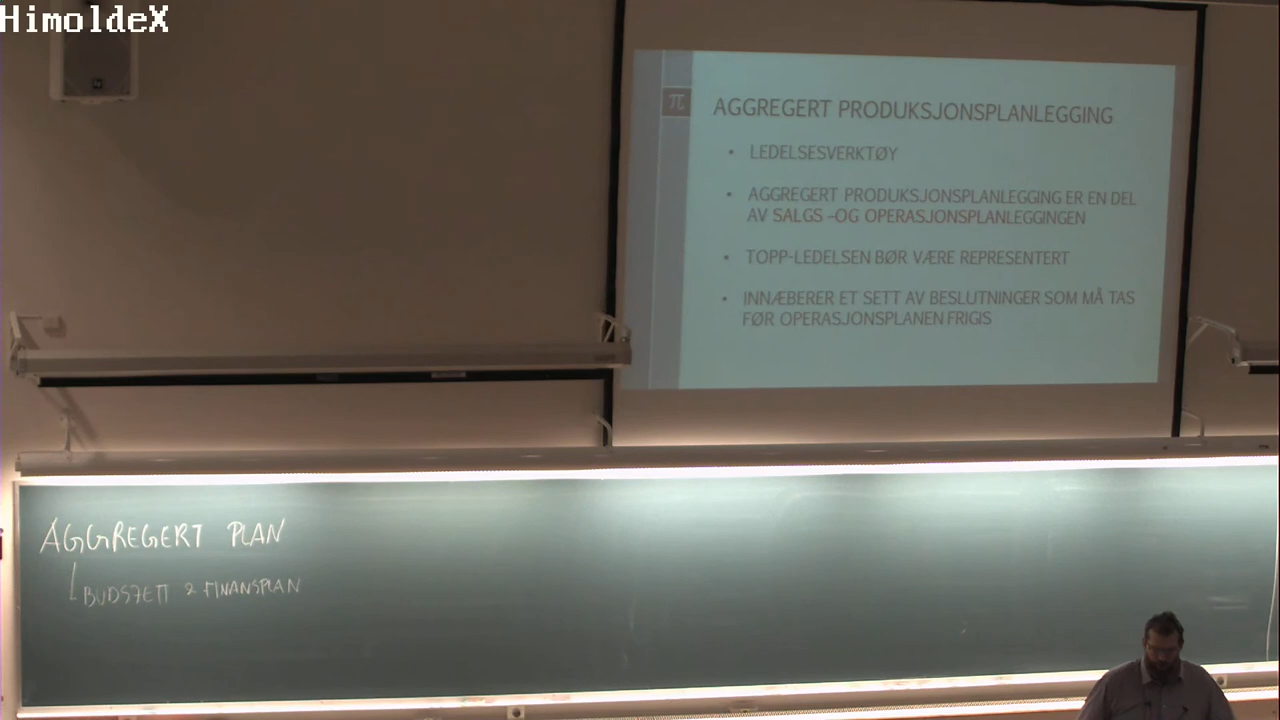 HimoldeX
π
AGGREGERT PRODUKSJONSPLANLEGGING
• LEDELSESVERKTØY
• AGGREGERT PRODUKSJONSPLANLEGGING ER EN DEL
AV SALGS -OG OPERASJONSPLANLEGGINGEN
• TOPP-LEDELSEN BØR VÆRE REPRESENTERT
• INNÆBERER ET SETT AV BESLUTNINGER SOM MÅ TAS
FØR OPERASJONSPLANEN FRIGIS
AGGREGERT PLAN
BUDSJETT & FINANSPLAN